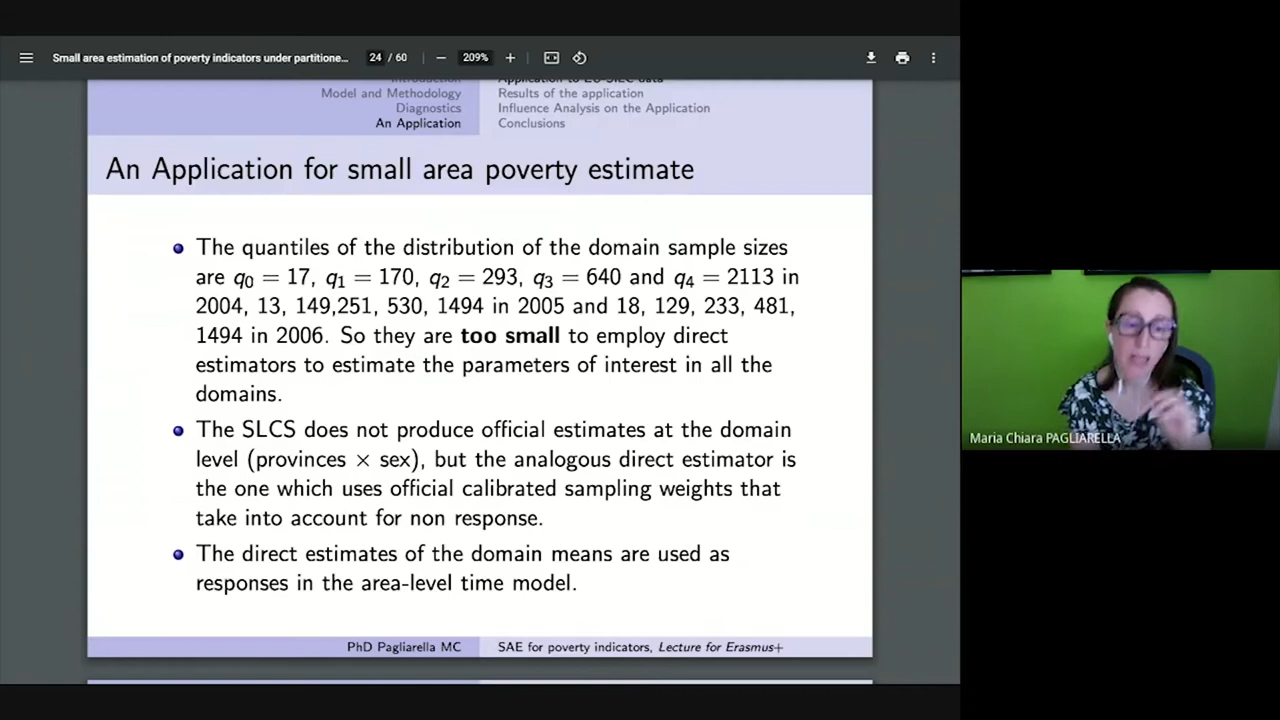 Small area estimation of poverty indicators under partitione...
24 / 60
209%
Introduction
Application to EU-SILC data
Model and Methodology
Results of the application
Diagnostics
Influence Analysis on the Application
An Application
Conclusions
An Application for small area poverty estimate
The quantiles of the distribution of the domain sample sizes
are q0 = 17, q1 = 170, q2 = 293, q3 = 640 and q4 = 2113 in
2004, 13, 149,251, 530, 1494 in 2005 and 18, 129, 233, 481,
1494 in 2006. So they are too small to employ direct
estimators to estimate the parameters of interest in all the
domains.
The SLCS does not produce official estimates at the domain
level (provinces × sex), but the analogous direct estimator is
the one which uses official calibrated sampling weights that
take into account for non response.
The direct estimates of the domain means are used as
responses in the area-level time model.
PhD Pagliarella MC
SAE for poverty indicators, Lecture for Erasmus+
Maria Chiara PAGLIARELLA